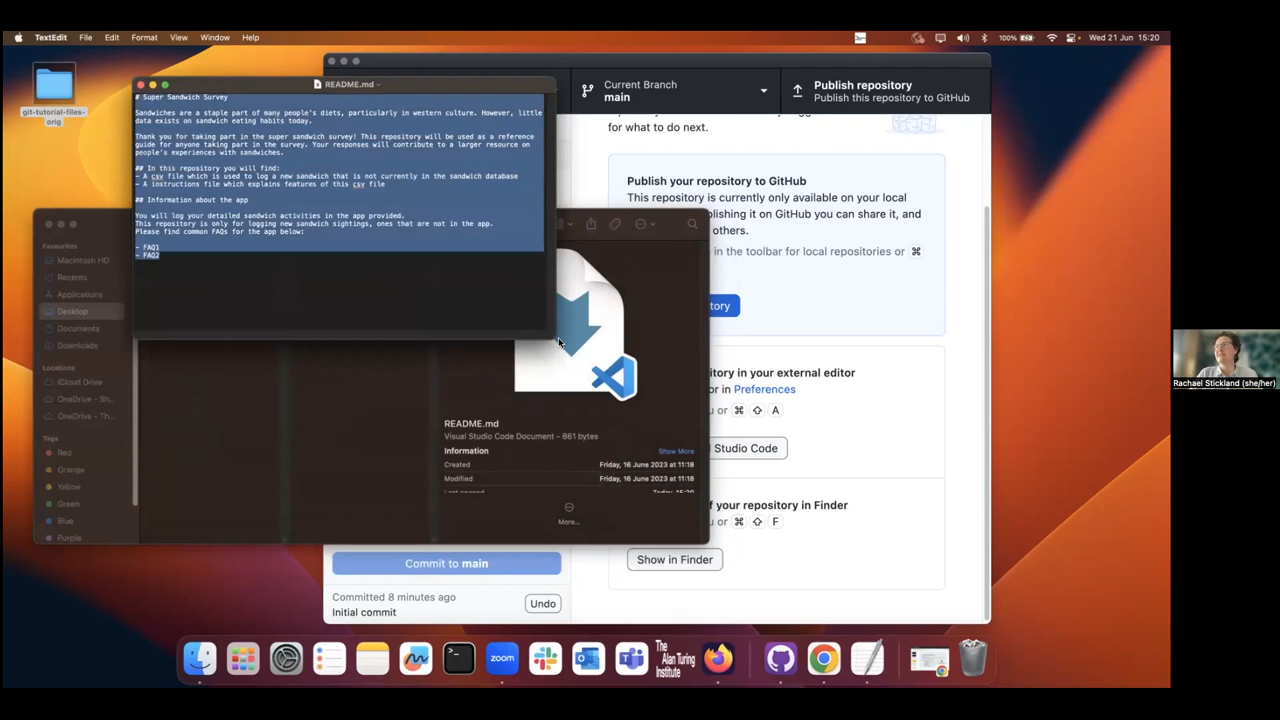 TextEdit File Edit Format View Window Help
100% Wed 21 Jun 15:20
git-tutorial-files-
orig
README.md
# Super Sandwich Survey
Sandwiches are a staple part of many people's diets, particularly in western culture. However, little
data exists on sandwich eating habits today.
Thank you for taking part in the super sandwich survey! This repository will be used as a reference
guide for anyone taking part in the survey. Your responses will contribute to a larger resource on
people's experiences with sandwiches.
## In this repository you will find:
- A csv file which is used to log a new sandwich that is not currently in the sandwich database
- A instructions file which explains features of this csv file
## Information about the app
You will log your detailed sandwich activities in the app provided.
This repository is only for logging new sandwich sightings, ones that are not in the app.
Please find common FAQs for the app below:
- FAQ1
- FAQ2
Favourites
Macintosh HD
Recents
Applications
Desktop
Documents
Downloads
Locations
iCloud Drive
OneDrive - Sh...
OneDrive - Th...
Tags
Red
Orange
Yellow
Green
Blue
Purple
README.md
Visual Studio Code Document - 861 bytes
Information Show More
Created Friday, 16 June 2023 at 11:18
Modified Friday, 16 June 2023 at 11:18
More...
Current Branch
main
Publish repository
Publish this repository to GitHub
for what to do next.
Publish your repository to GitHub
This repository is currently only available on your local
publishing it on GitHub you can share it, and
others.
in the toolbar for local repositories or ⌘
tory
itory in your external editor
or in Preferences
u or ⌘ ⇧ A
Studio Code
f your repository in Finder
u or ⌘ ⇧ F
Show in Finder
Commit to main
Committed 8 minutes ago
Initial commit
Undo
zoom
The
Alan Turing
Institute
Rachael Stickland (she/her)